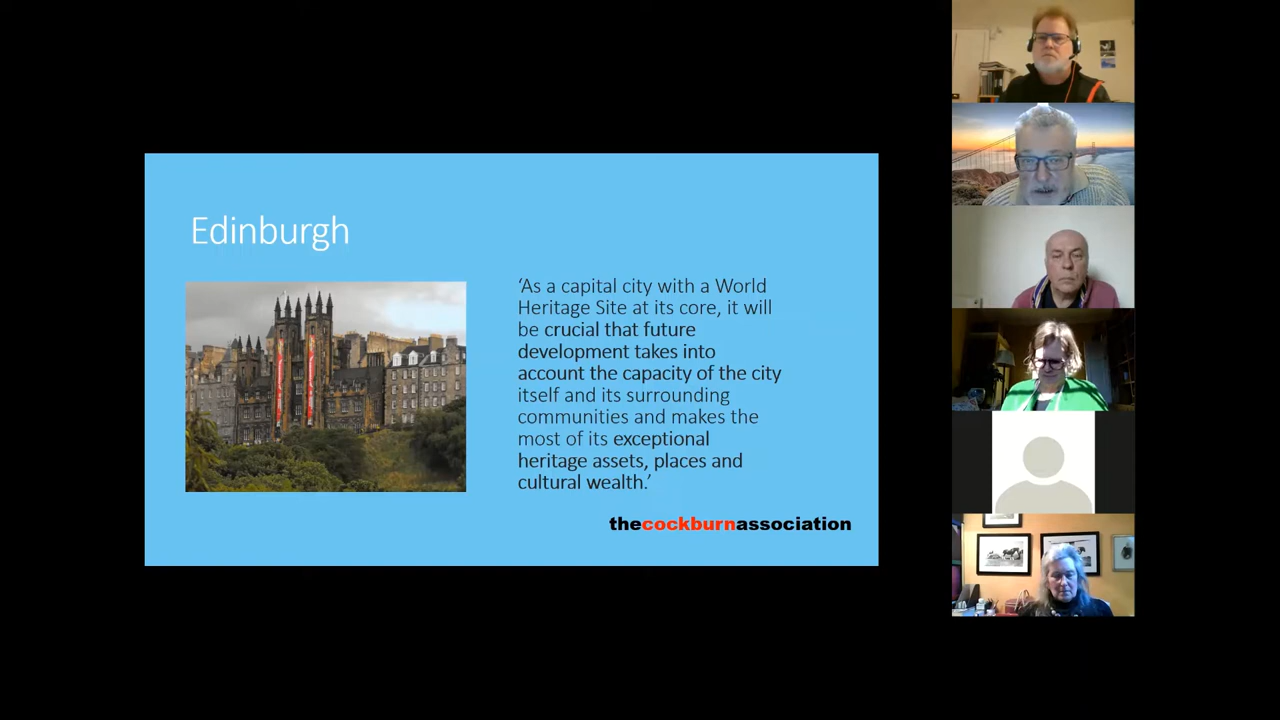 Edinburgh
‘As a capital city with a World
Heritage Site at its core, it will
be crucial that future
development takes into
account the capacity of the city
itself and its surrounding
communities and makes the
most of its exceptional
heritage assets, places and
cultural wealth.’
thecockburnassociation